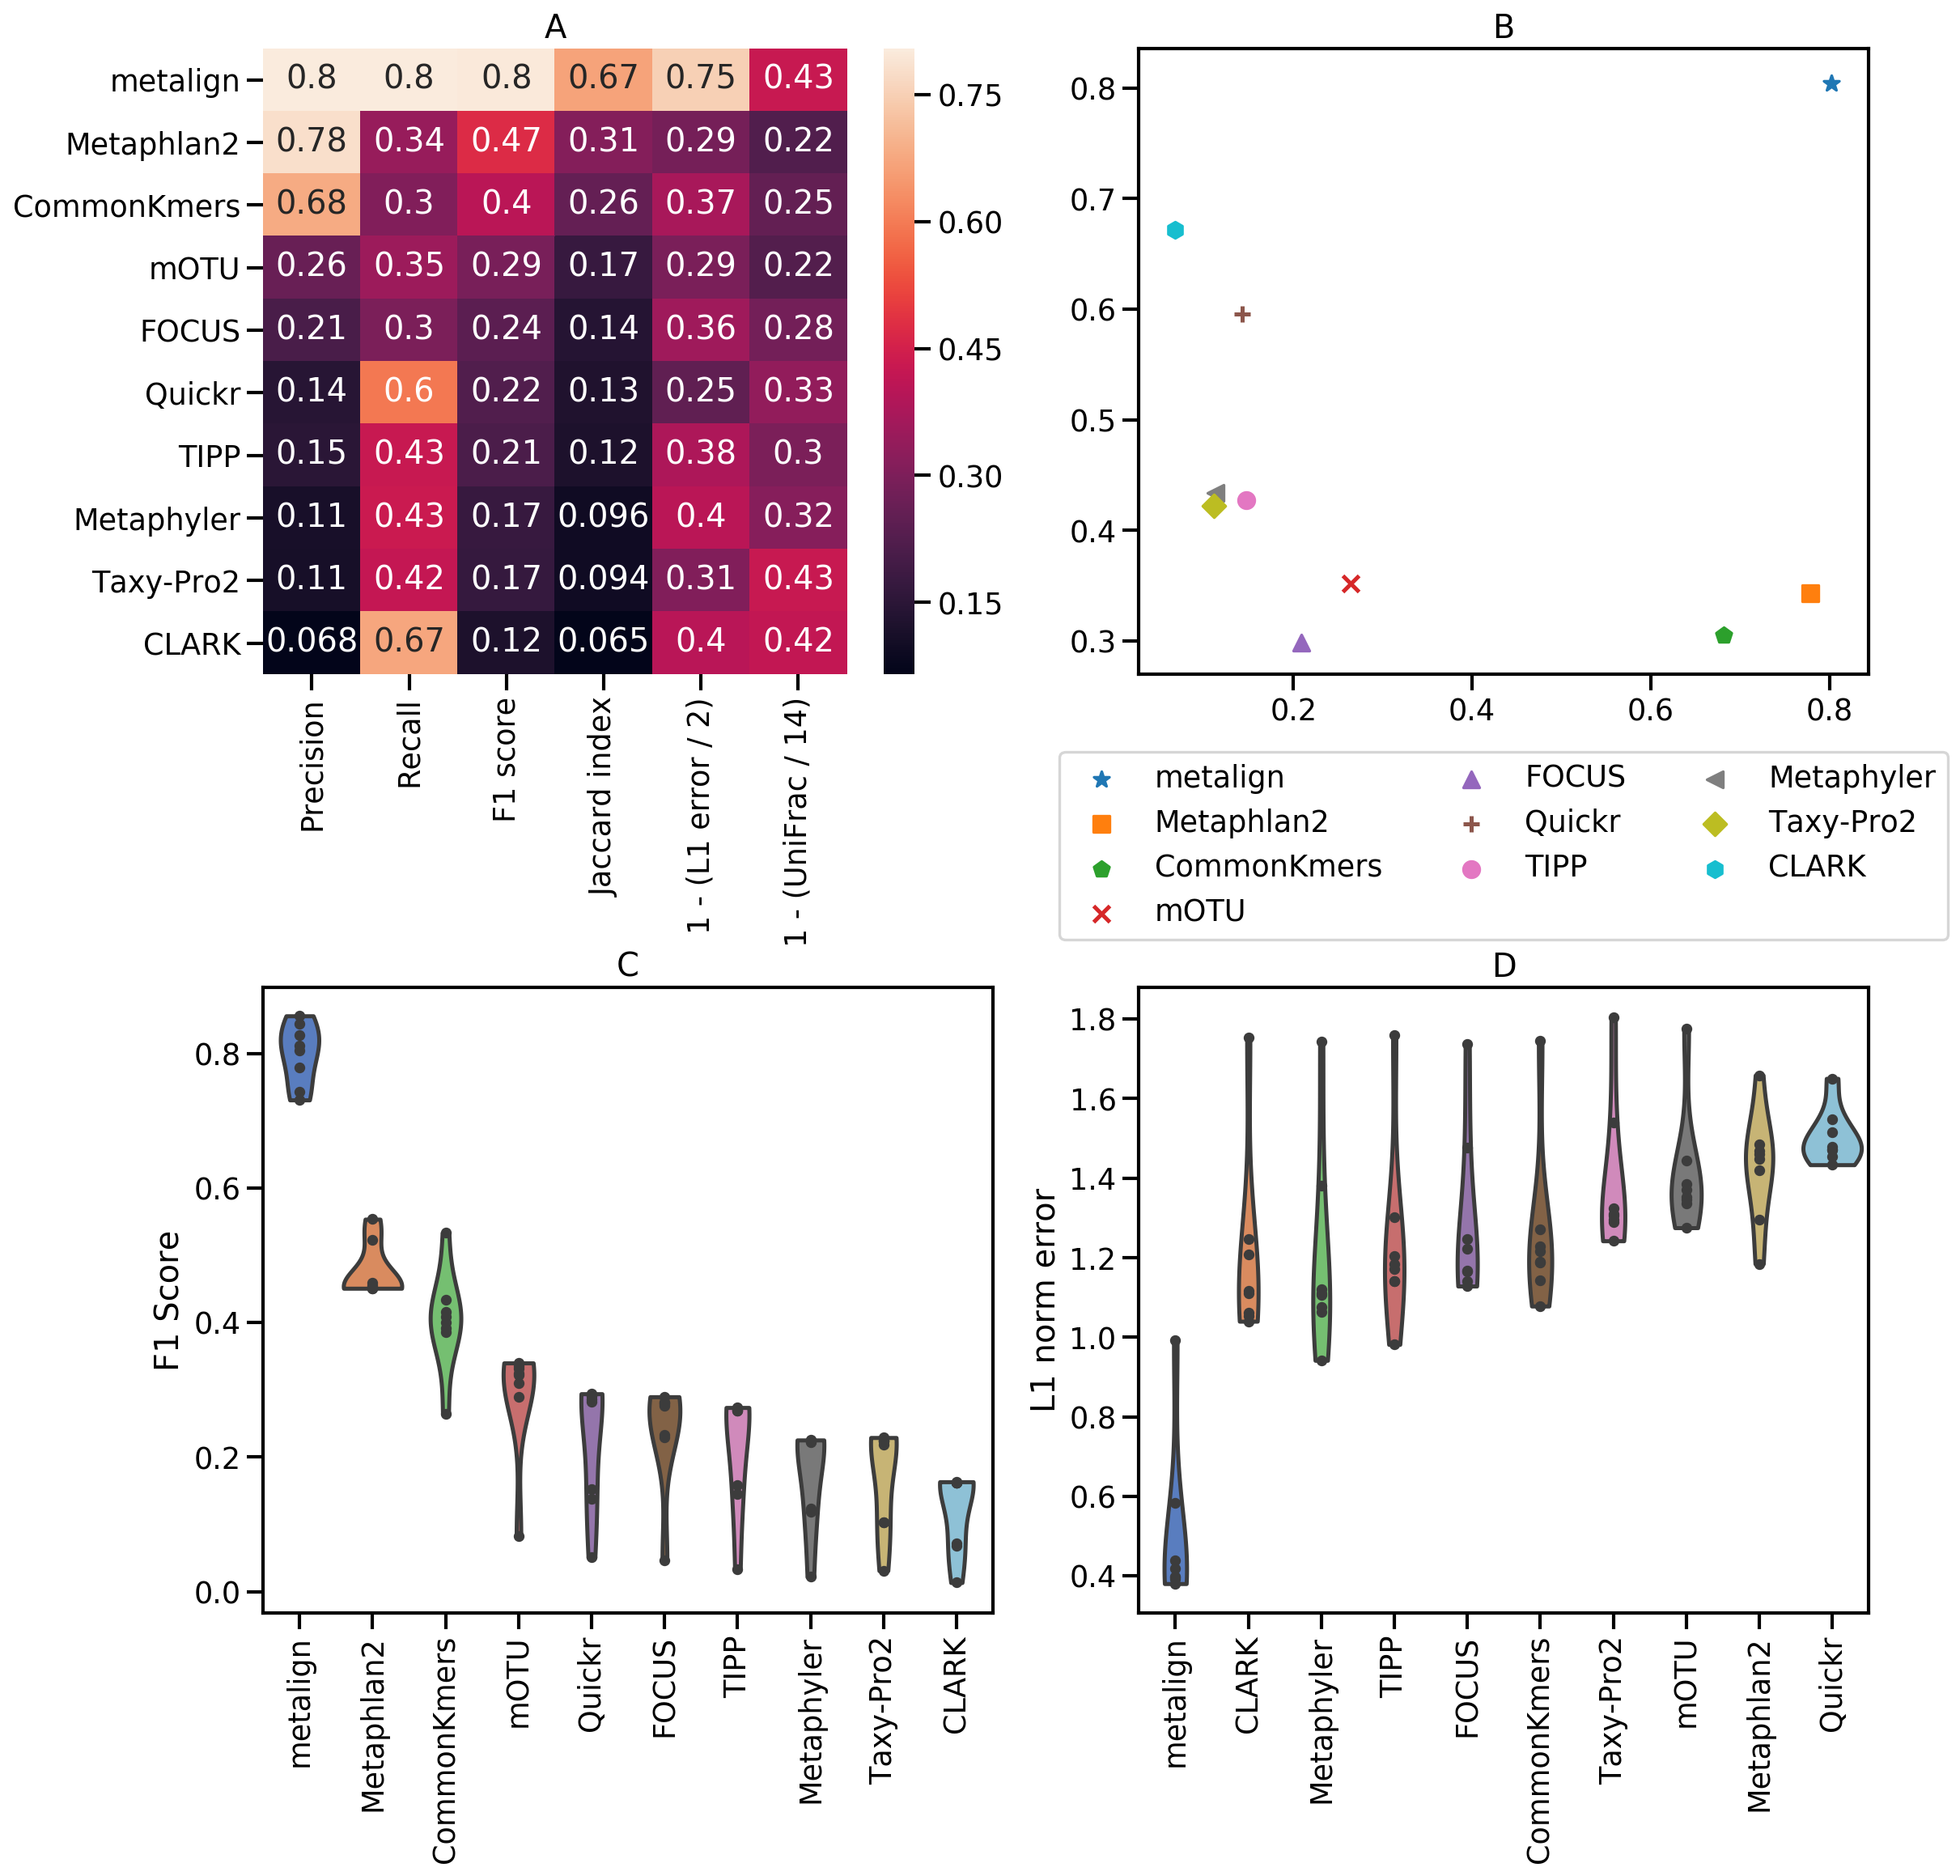 A
metalign 0.8 0.8 0.8 0.67 0.75 0.43
Metaphlan2 0.78 0.34 0.47 0.31 0.29 0.22
CommonKmers 0.68 0.3 0.4 0.26 0.37 0.25
mOTU 0.26 0.35 0.29 0.17 0.29 0.22
FOCUS 0.21 0.3 0.24 0.14 0.36 0.28
Quickr 0.14 0.6 0.22 0.13 0.25 0.33
TIPP 0.15 0.43 0.21 0.12 0.38 0.3
Metaphyler 0.11 0.43 0.17 0.096 0.4 0.32
Taxy-Pro2 0.11 0.42 0.17 0.094 0.31 0.43
CLARK 0.068 0.67 0.12 0.065 0.4 0.42
Precision
Recall
F1 score
Jaccard index
1 - (L1 error / 2)
1 - (UniFrac / 14)
0.75
0.60
0.45
0.30
0.15
B
0.8
0.7
0.6
0.5
0.4
0.3
0.2 0.4 0.6 0.8
metalign
Metaphlan2
CommonKmers
mOTU
FOCUS
Quickr
TIPP
Metaphyler
Taxy-Pro2
CLARK
C
F1 Score
0.8
0.6
0.4
0.2
0.0
metalign
Metaphlan2
CommonKmers
mOTU
Quickr
FOCUS
TIPP
Metaphyler
Taxy-Pro2
CLARK
D
L1 norm error
1.8
1.6
1.4
1.2
1.0
0.8
0.6
0.4
metalign
CLARK
Metaphyler
TIPP
FOCUS
CommonKmers
Taxy-Pro2
mOTU
Metaphlan2
Quickr